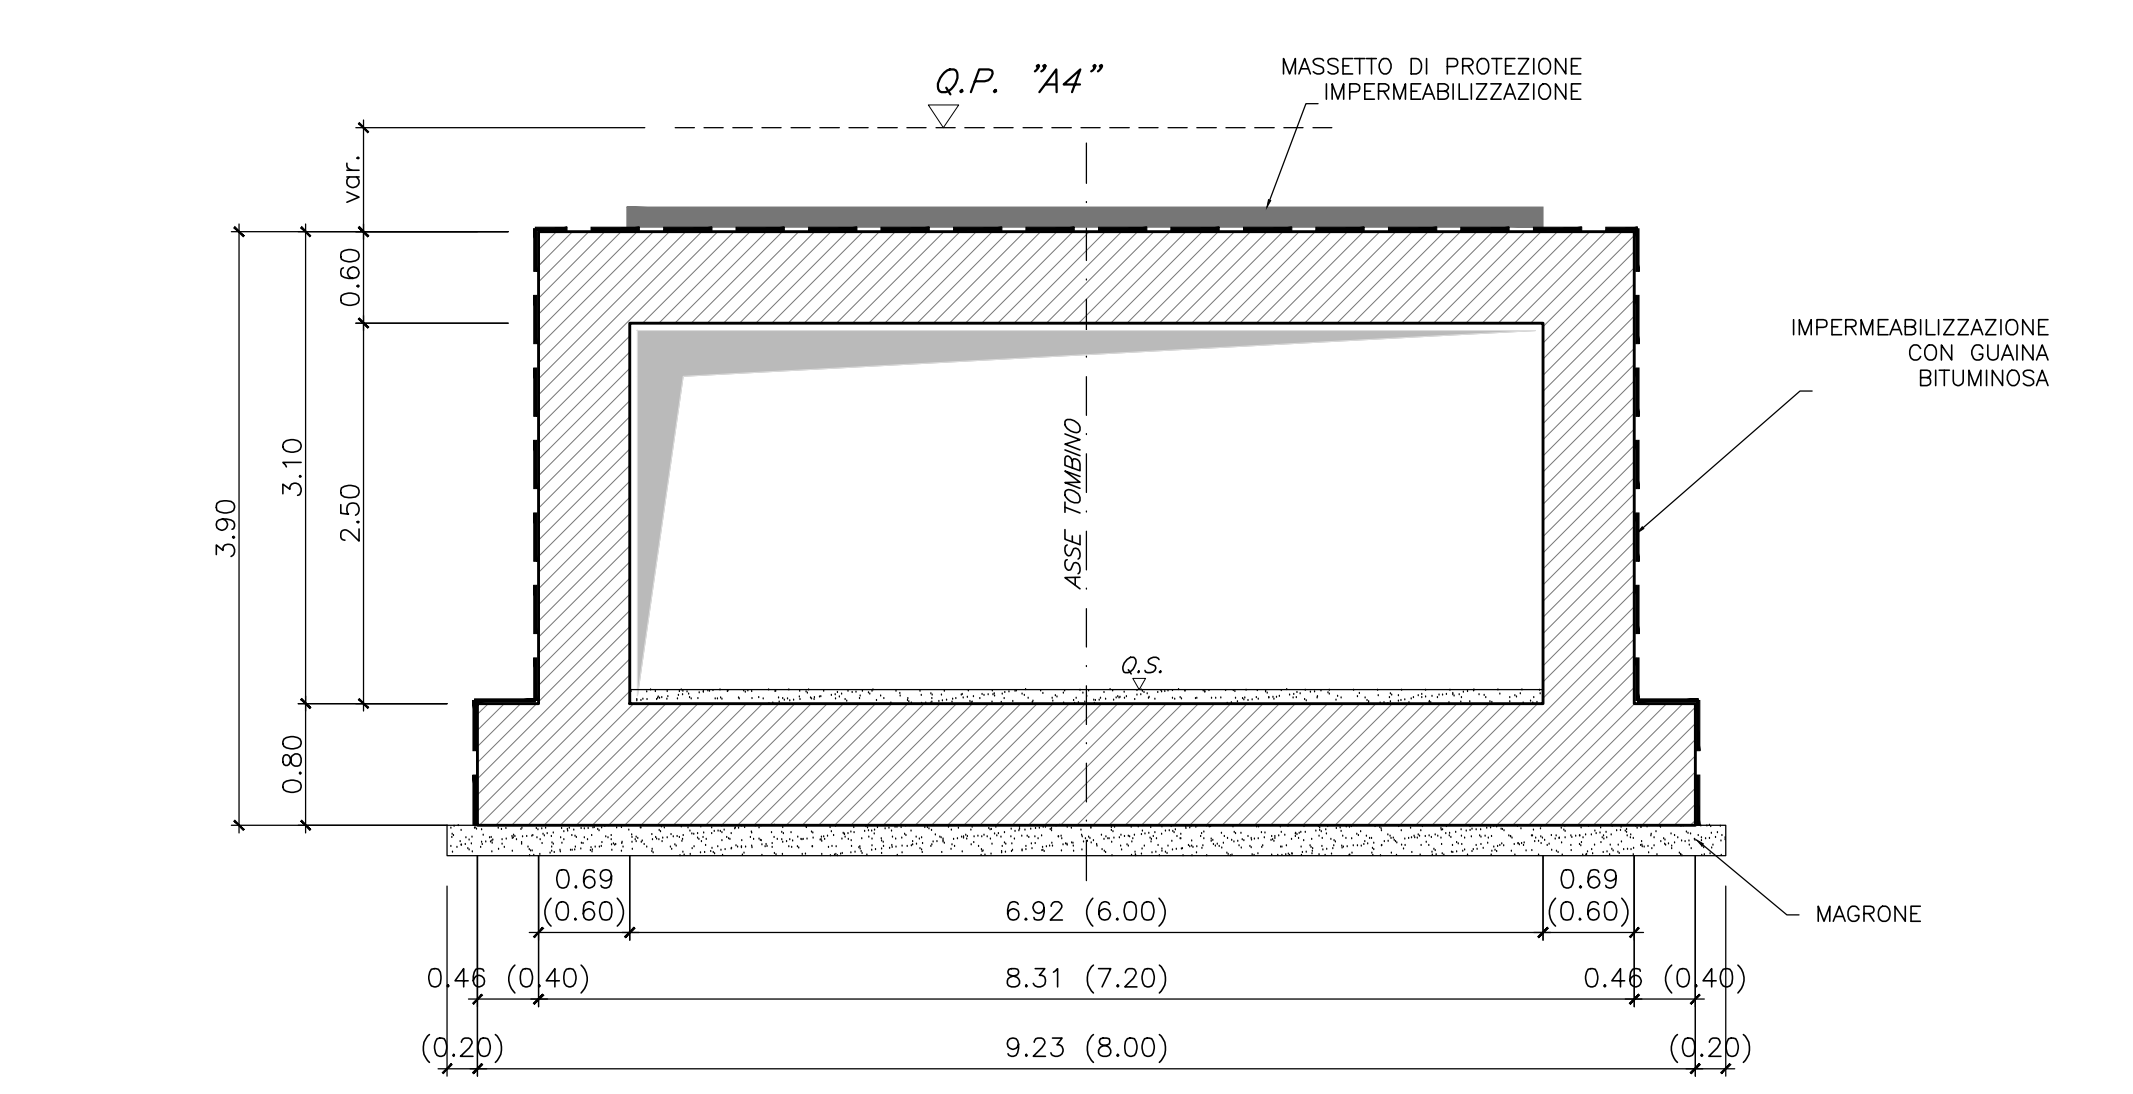 Q.P. "A4"
MASSETTO DI PROTEZIONE
IMPERMEABILIZZAZIONE
var.
0.60
IMPERMEABILIZZAZIONE
CON GUAINA
BITUMINOSA
3.90
3.10
2.50
ASSE TOMBINO
Q.S.
0.80
0.69
(0.60)
6.92 (6.00)
0.69
(0.60)
MAGRONE
0.46 (0.40)
8.31 (7.20)
0.46 (0.40)
(0.20)
9.23 (8.00)
(0.20)